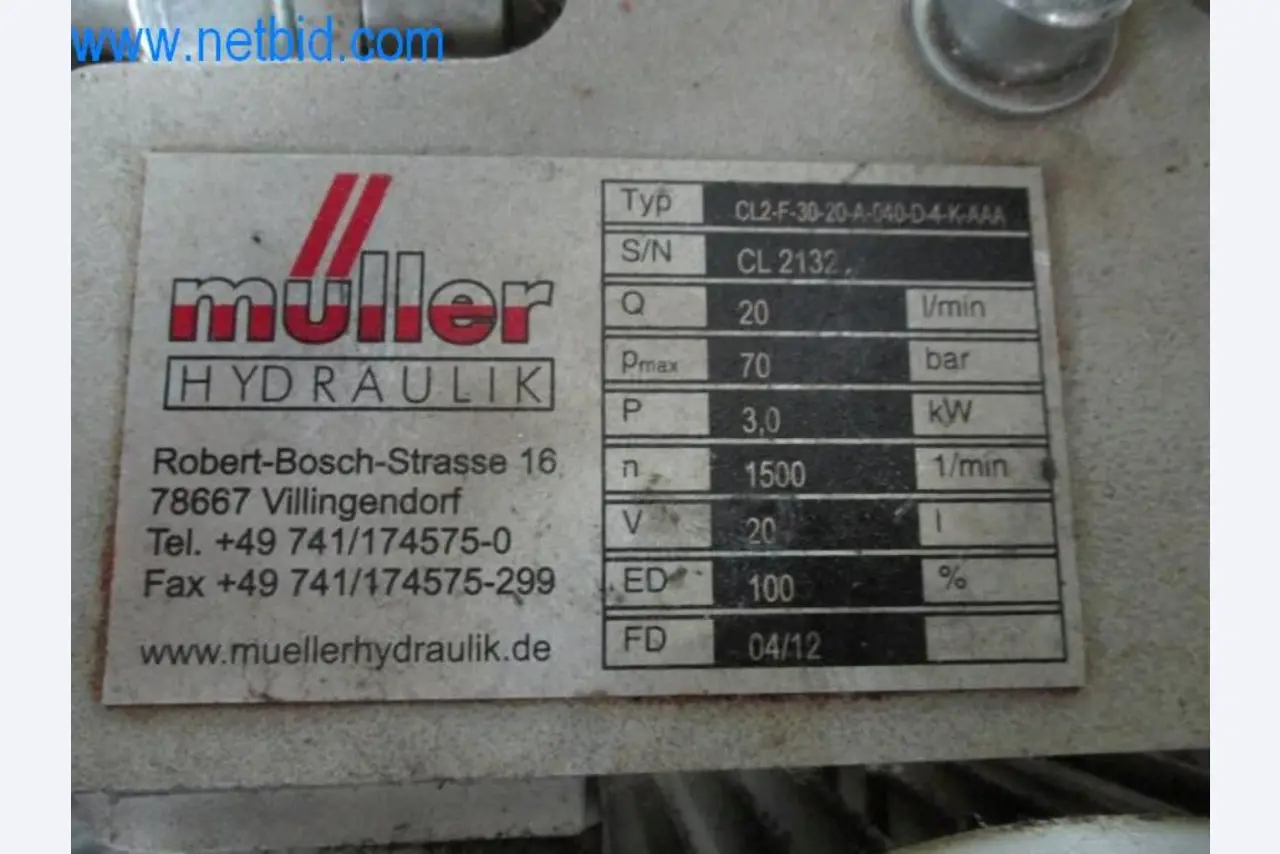 www.netbid.com
müller
HYDRAULIK
Robert-Bosch-Strasse 16
78667 Villingendorf
Tel. +49 741/174575-0
Fax +49 741/174575-299
www.muellerhydraulik.de
Typ CL2-F-30-20-A-040-D-4-K-AAA
S/N CL 2132
Q 20 l/min
pmax 70 bar
P 3,0 kW
n 1500 1/min
V 20 l
ED 100 %
FD 04/12